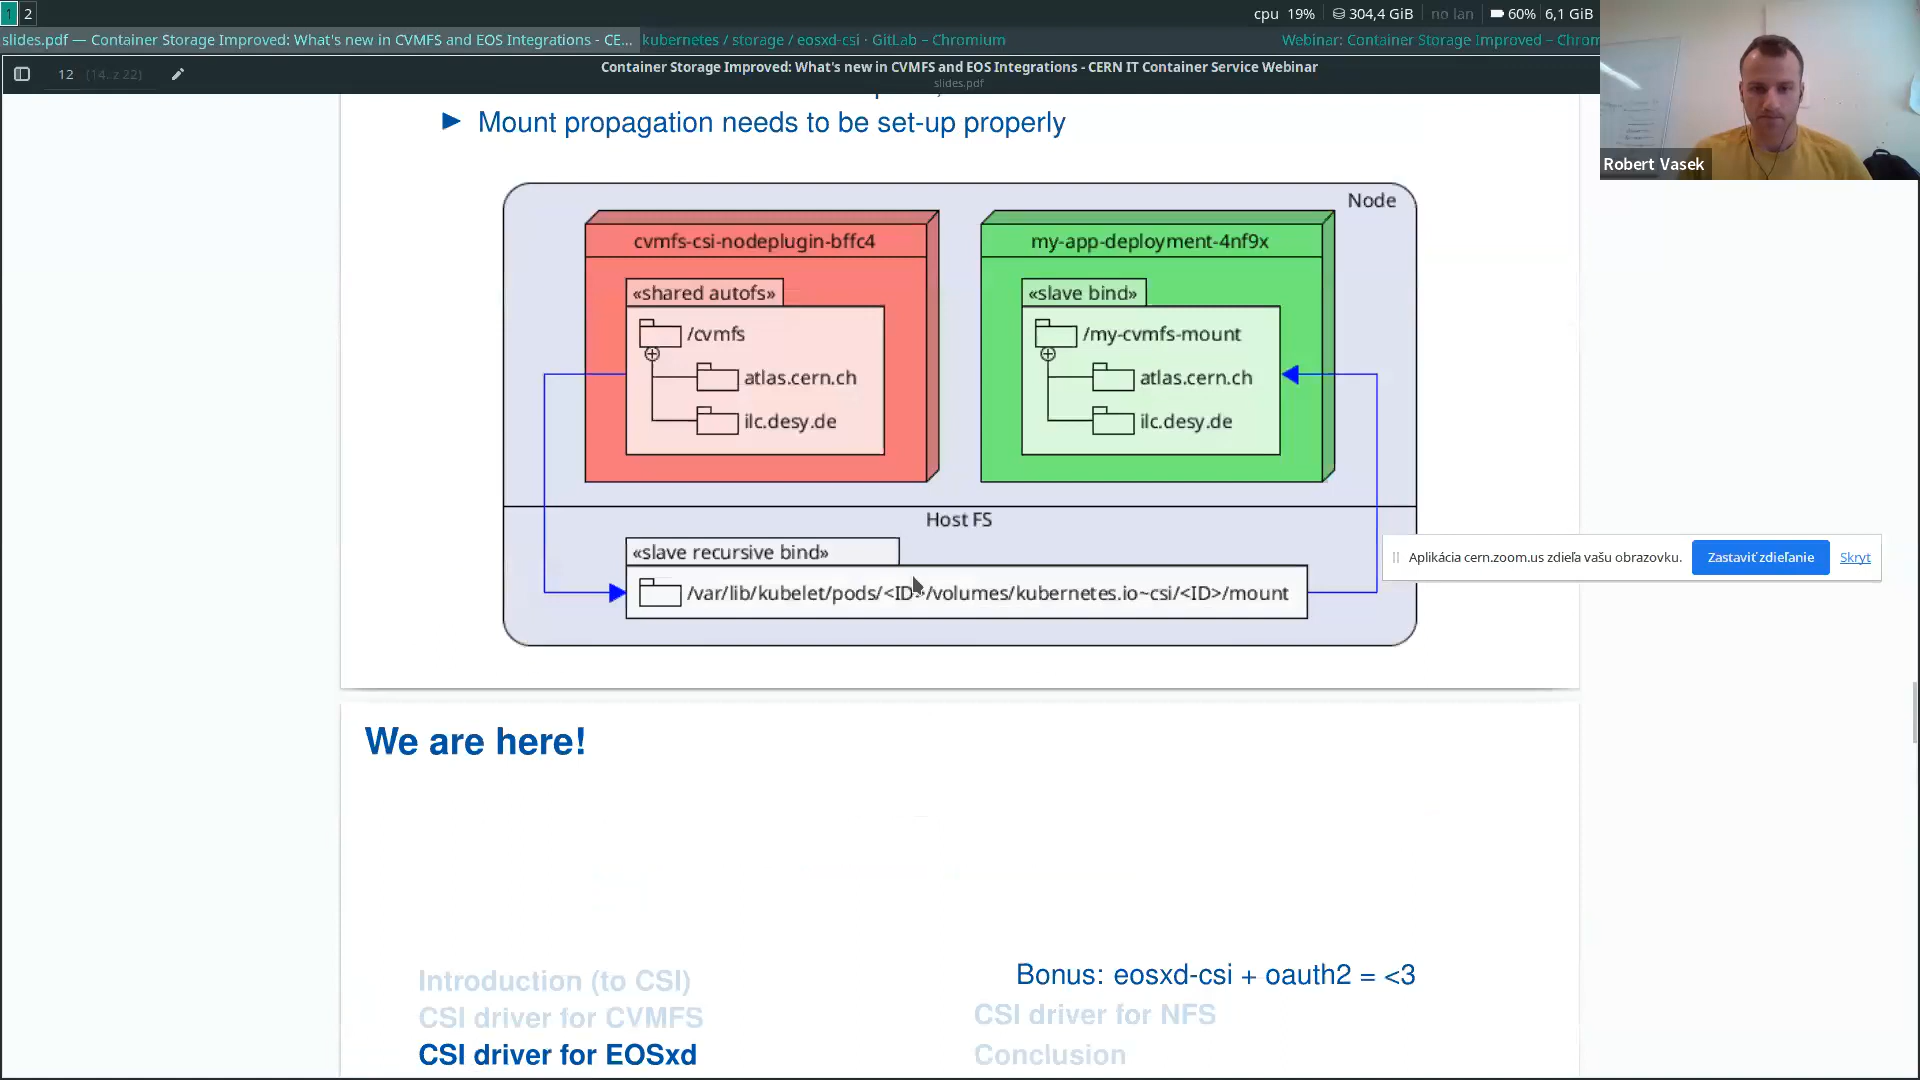 1 2
cpu 19% 304,4 GiB no lan 60% 6,1 GiB
slides.pdf — Container Storage Improved: What's new in CVMFS and EOS Integrations - CE...
kubernetes / storage / eosxd-csi · GitLab – Chromium
Webinar: Container Storage Improved – Chrom
12 (14. z 22)
Container Storage Improved: What's new in CVMFS and EOS Integrations - CERN IT Container Service Webinar
slides.pdf
Robert Vasek
► Mount propagation needs to be set-up properly
Node
cvmfs-csi-nodeplugin-bffc4
«shared autofs»
/cvmfs
atlas.cern.ch
ilc.desy.de
my-app-deployment-4nf9x
«slave bind»
/my-cvmfs-mount
atlas.cern.ch
ilc.desy.de
Host FS
«slave recursive bind»
/var/lib/kubelet/pods/<ID>/volumes/kubernetes.io~csi/<ID>/mount
Aplikácia cern.zoom.us zdieľa vašu obrazovku.
Zastaviť zdieľanie
Skryť
We are here!
Introduction (to CSI)
CSI driver for CVMFS
CSI driver for EOSxd
Bonus: eosxd-csi + oauth2 = <3
CSI driver for NFS
Conclusion